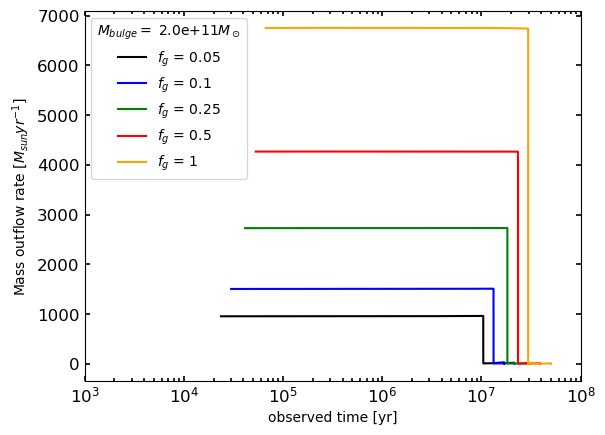 M_bulge = 2.0e+11M_⊙
f_g = 0.05
f_g = 0.1
f_g = 0.25
f_g = 0.5
f_g = 1
Mass outflow rate [M_sun yr^-1]
7000
6000
5000
4000
3000
2000
1000
0
10^3 10^4 10^5 10^6 10^7 10^8
observed time [yr]